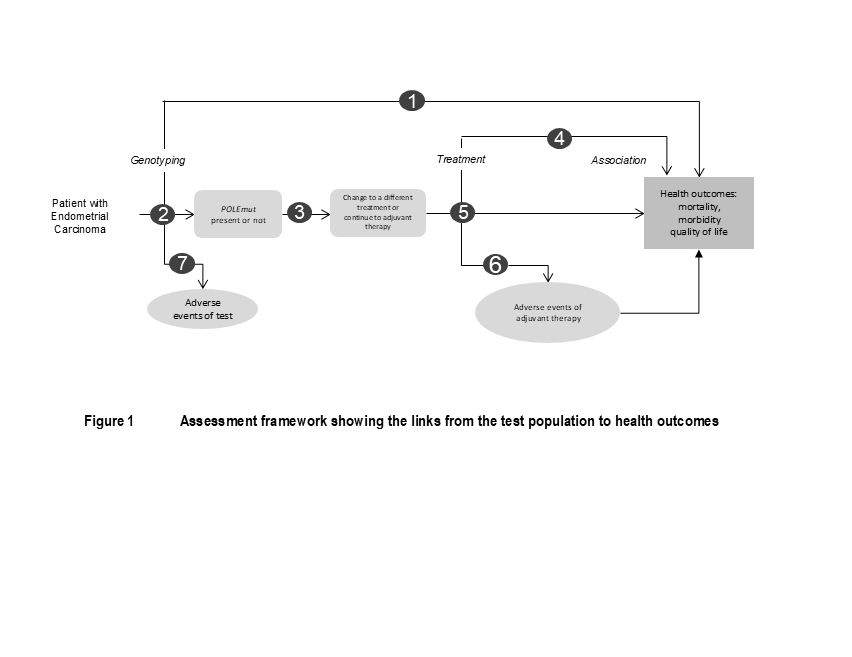 1
4
Genotyping
Treatment
Association
Patient with
Endometrial
Carcinoma
2
POLEmut
present or not
3
Change to a different
treatment or
continue to adjuvant
therapy
5
Health outcomes:
mortality,
morbidity
quality of life
7
6
Adverse
events of test
Adverse events of
adjuvant therapy
Figure 1 Assessment framework showing the links from the test population to health outcomes